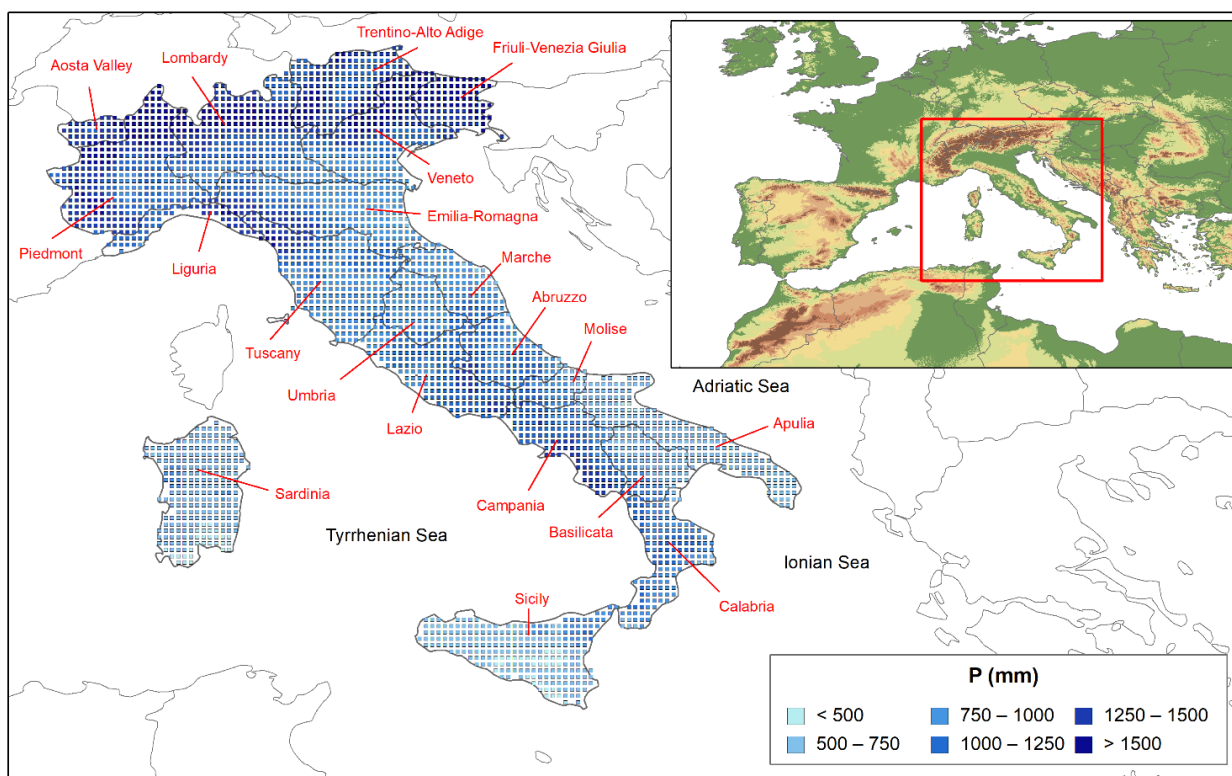 Trentino-Alto Adige
Friuli-Venezia Giulia
Lombardy
Aosta Valley
Veneto
Emilia-Romagna
Piedmont
Liguria
Marche
Abruzzo
Molise
Tuscany
Umbria
Adriatic Sea
Lazio
Apulia
Sardinia
Campania
Basilicata
Tyrrhenian Sea
Ionian Sea
Sicily
Calabria
P (mm)
< 500
750 – 1000
1250 – 1500
500 – 750
1000 – 1250
> 1500